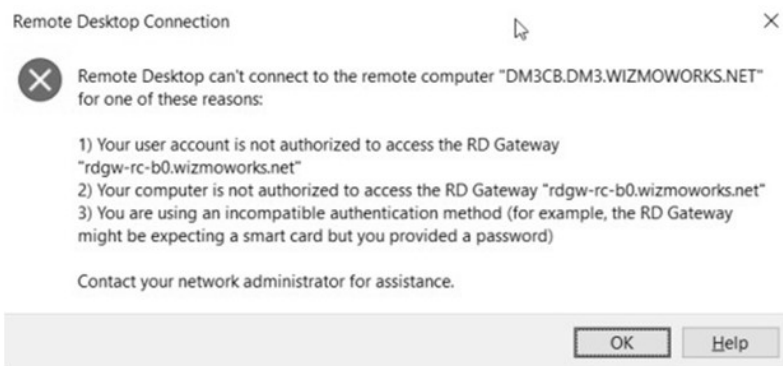 Remote Desktop Connection
Remote Desktop can't connect to the remote computer "DM3CB.DM3.WIZMOWORKS.NET"
for one of these reasons:
1) Your user account is not authorized to access the RD Gateway
"rdgw-rc-b0.wizmoworks.net"
2) Your computer is not authorized to access the RD Gateway "rdgw-rc-b0.wizmoworks.net"
3) You are using an incompatible authentication method (for example, the RD Gateway
might be expecting a smart card but you provided a password)
Contact your network administrator for assistance.
OK
Help